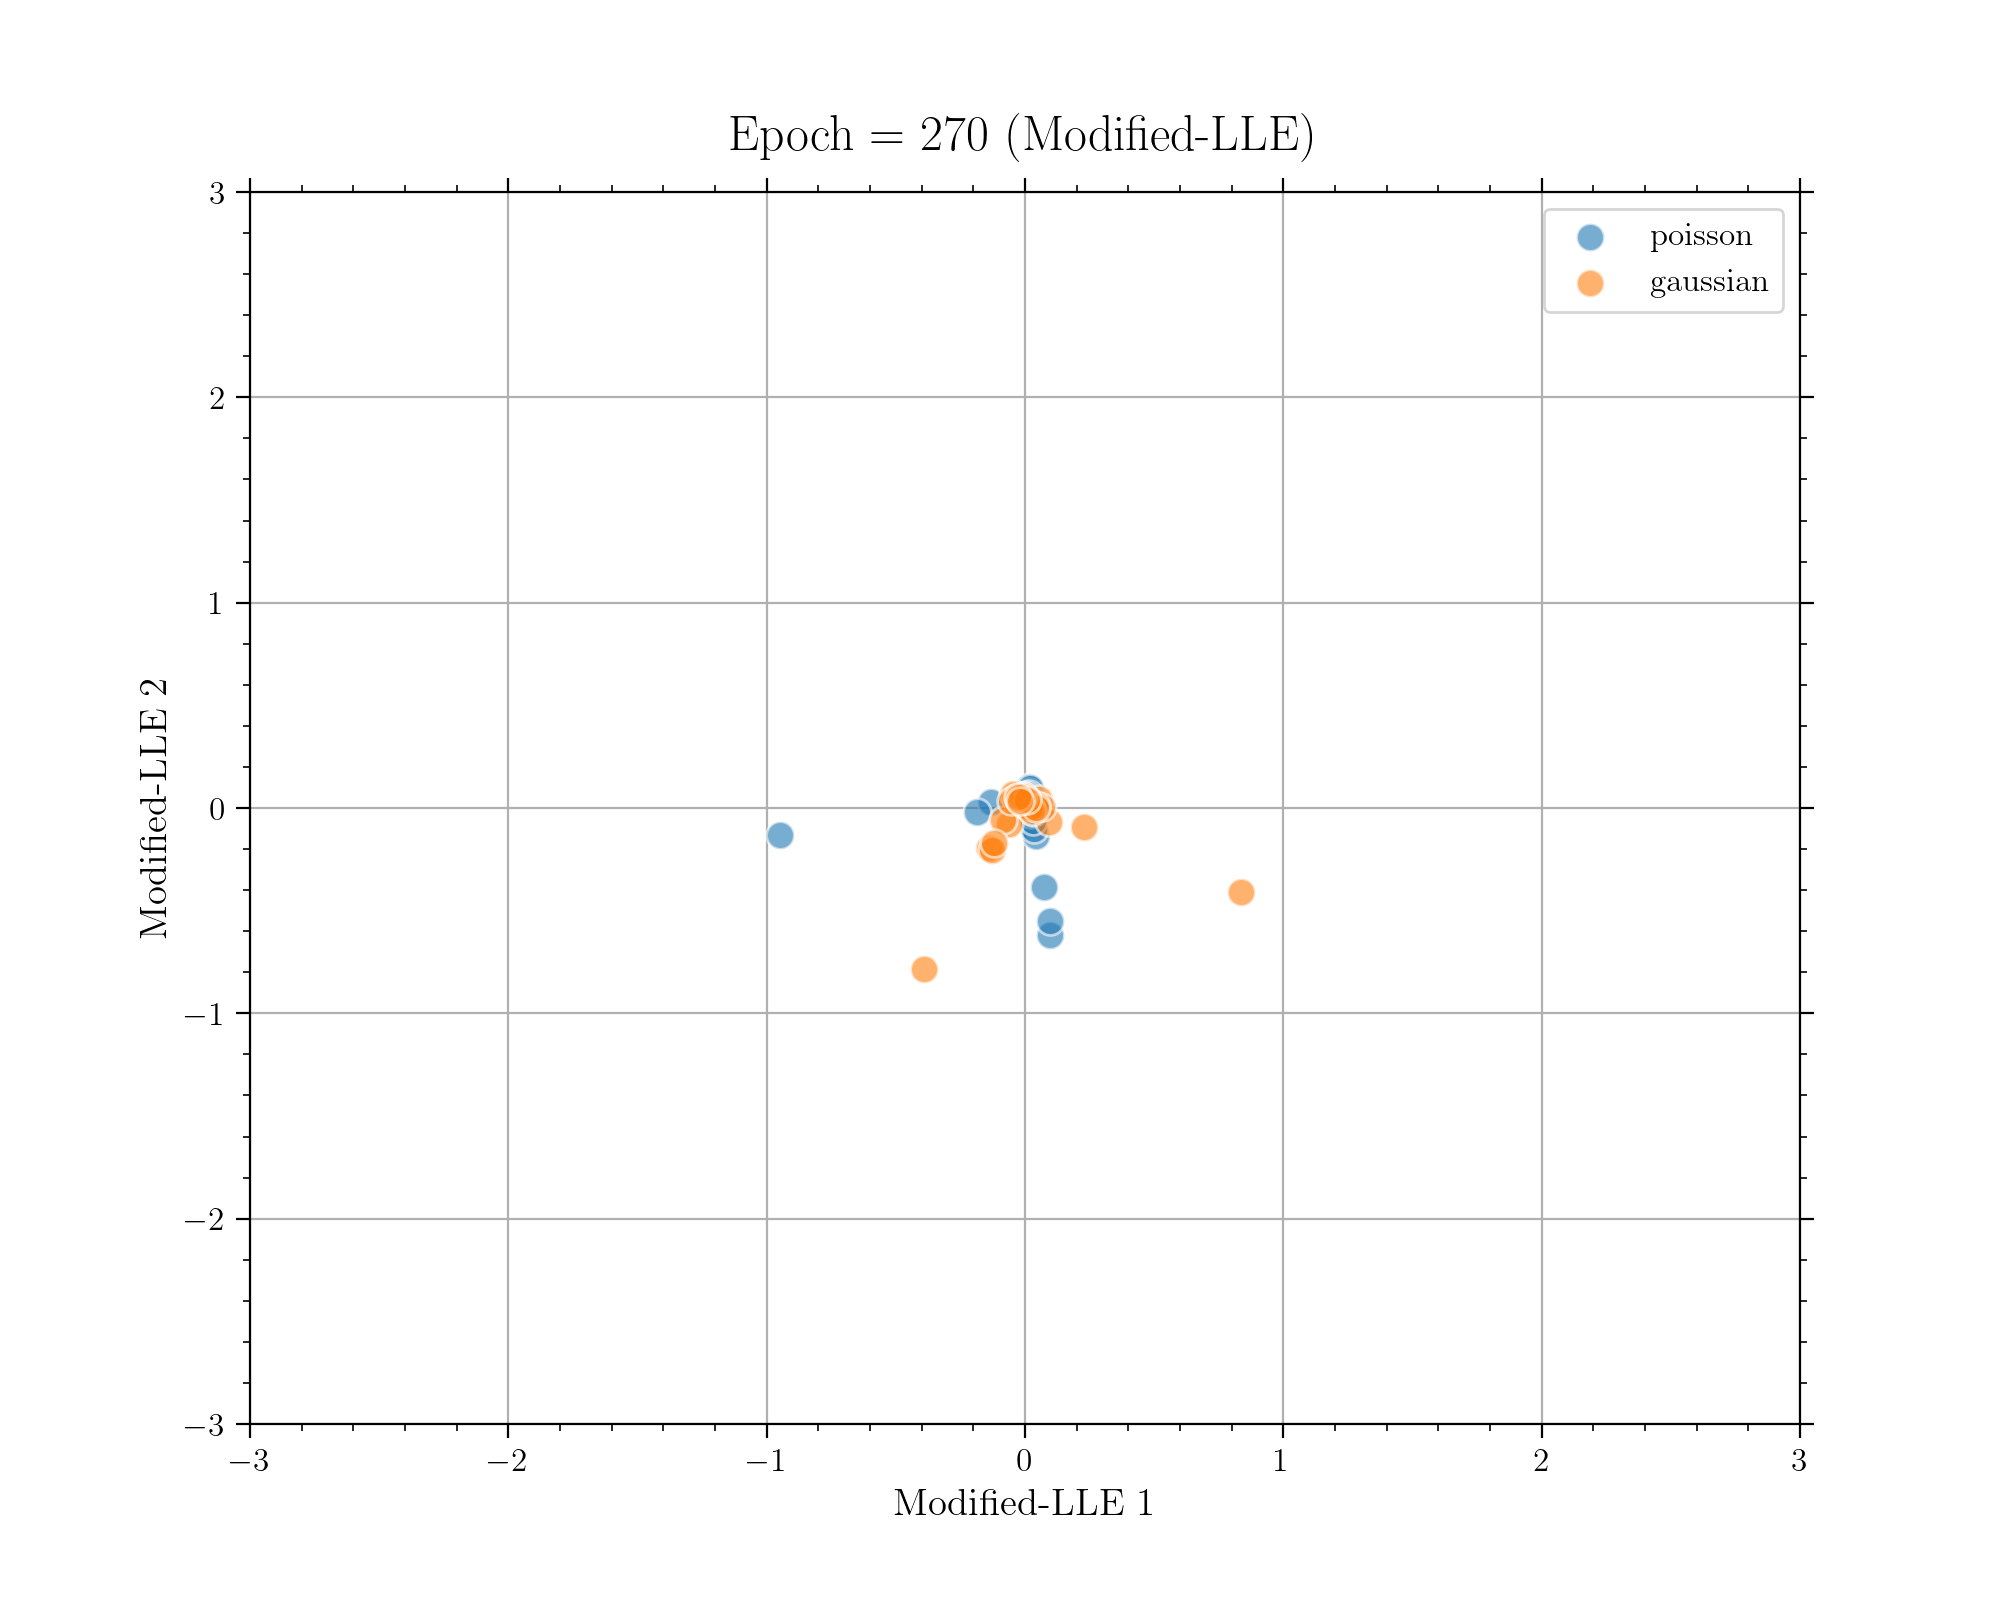 Epoch = 270 (Modified-LLE)
poisson
gaussian
3
2
1
0
−1
−2
−3
Modified-LLE 2
−3 −2 −1 0 1 2 3
Modified-LLE 1